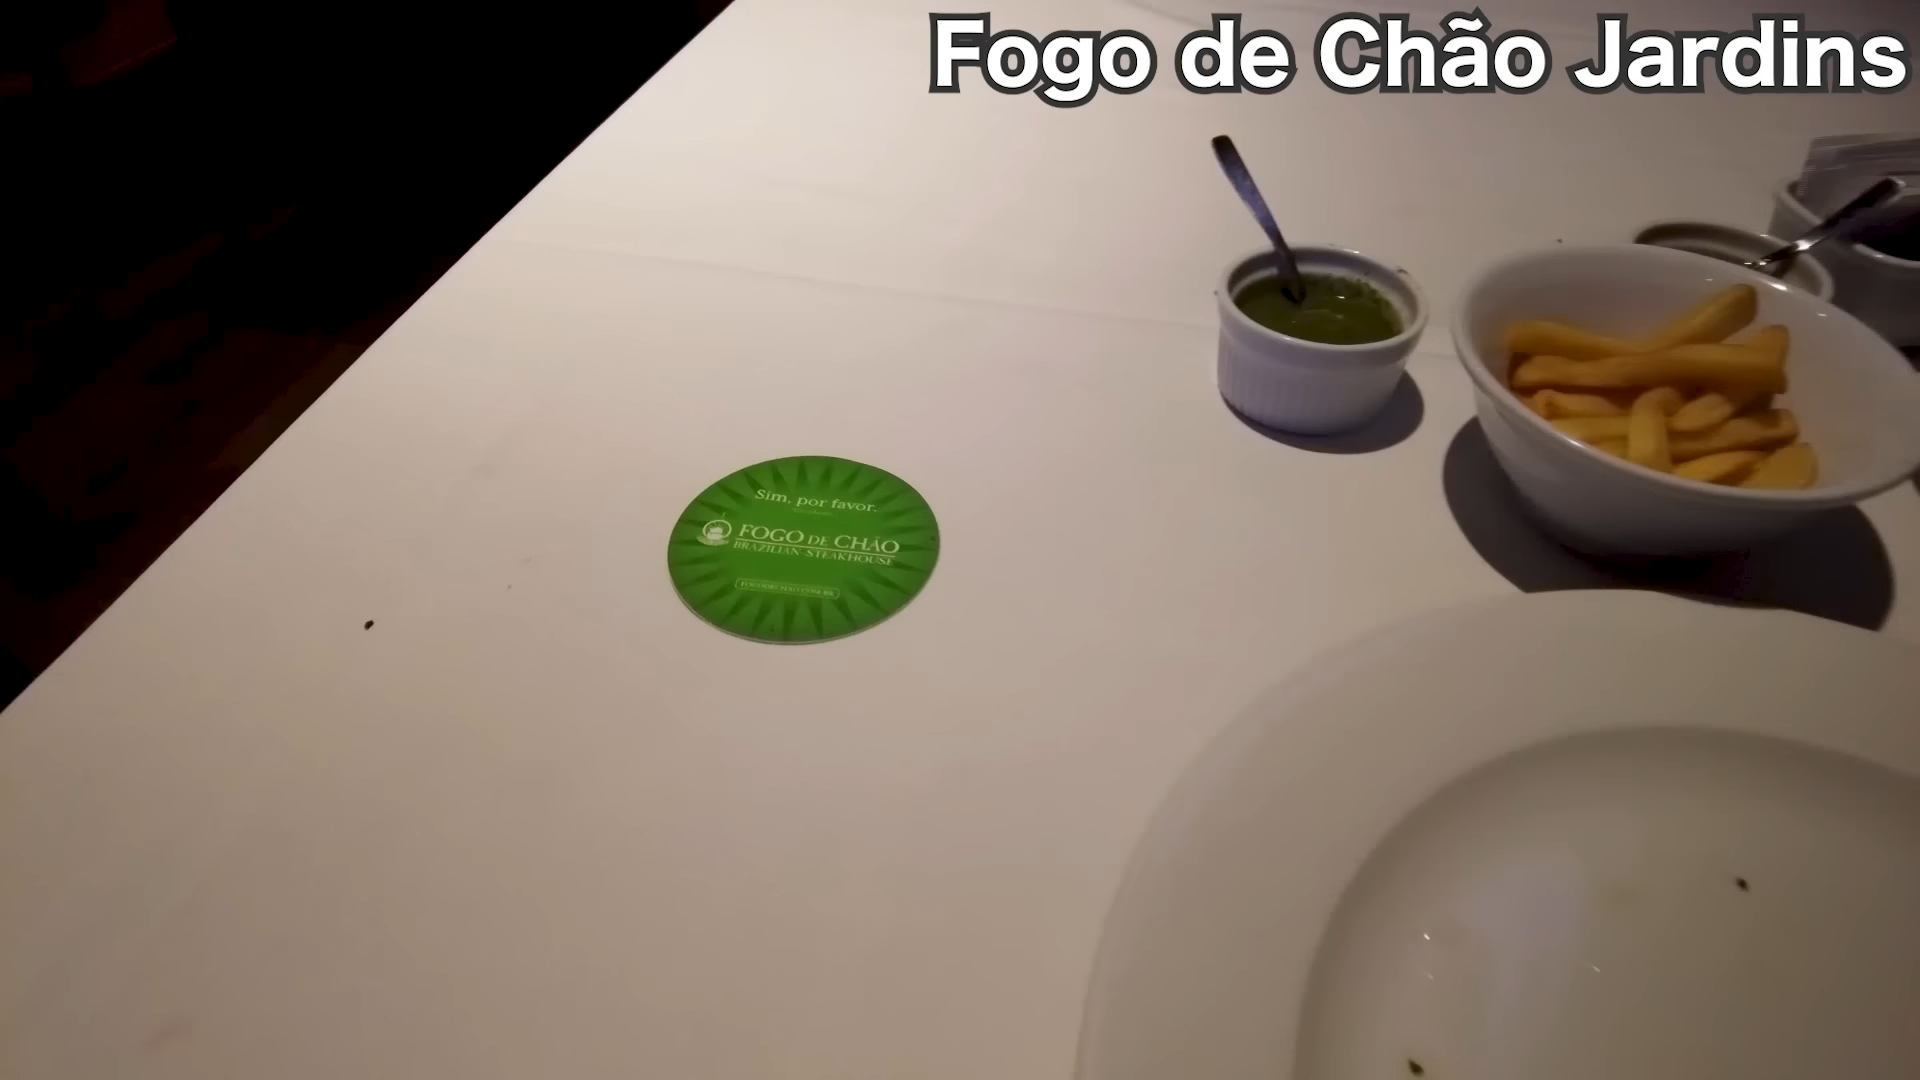 Fogo de Chão Jardins
Sim, por favor.
FOGO DE CHÃO
BRAZILIAN STEAKHOUSE